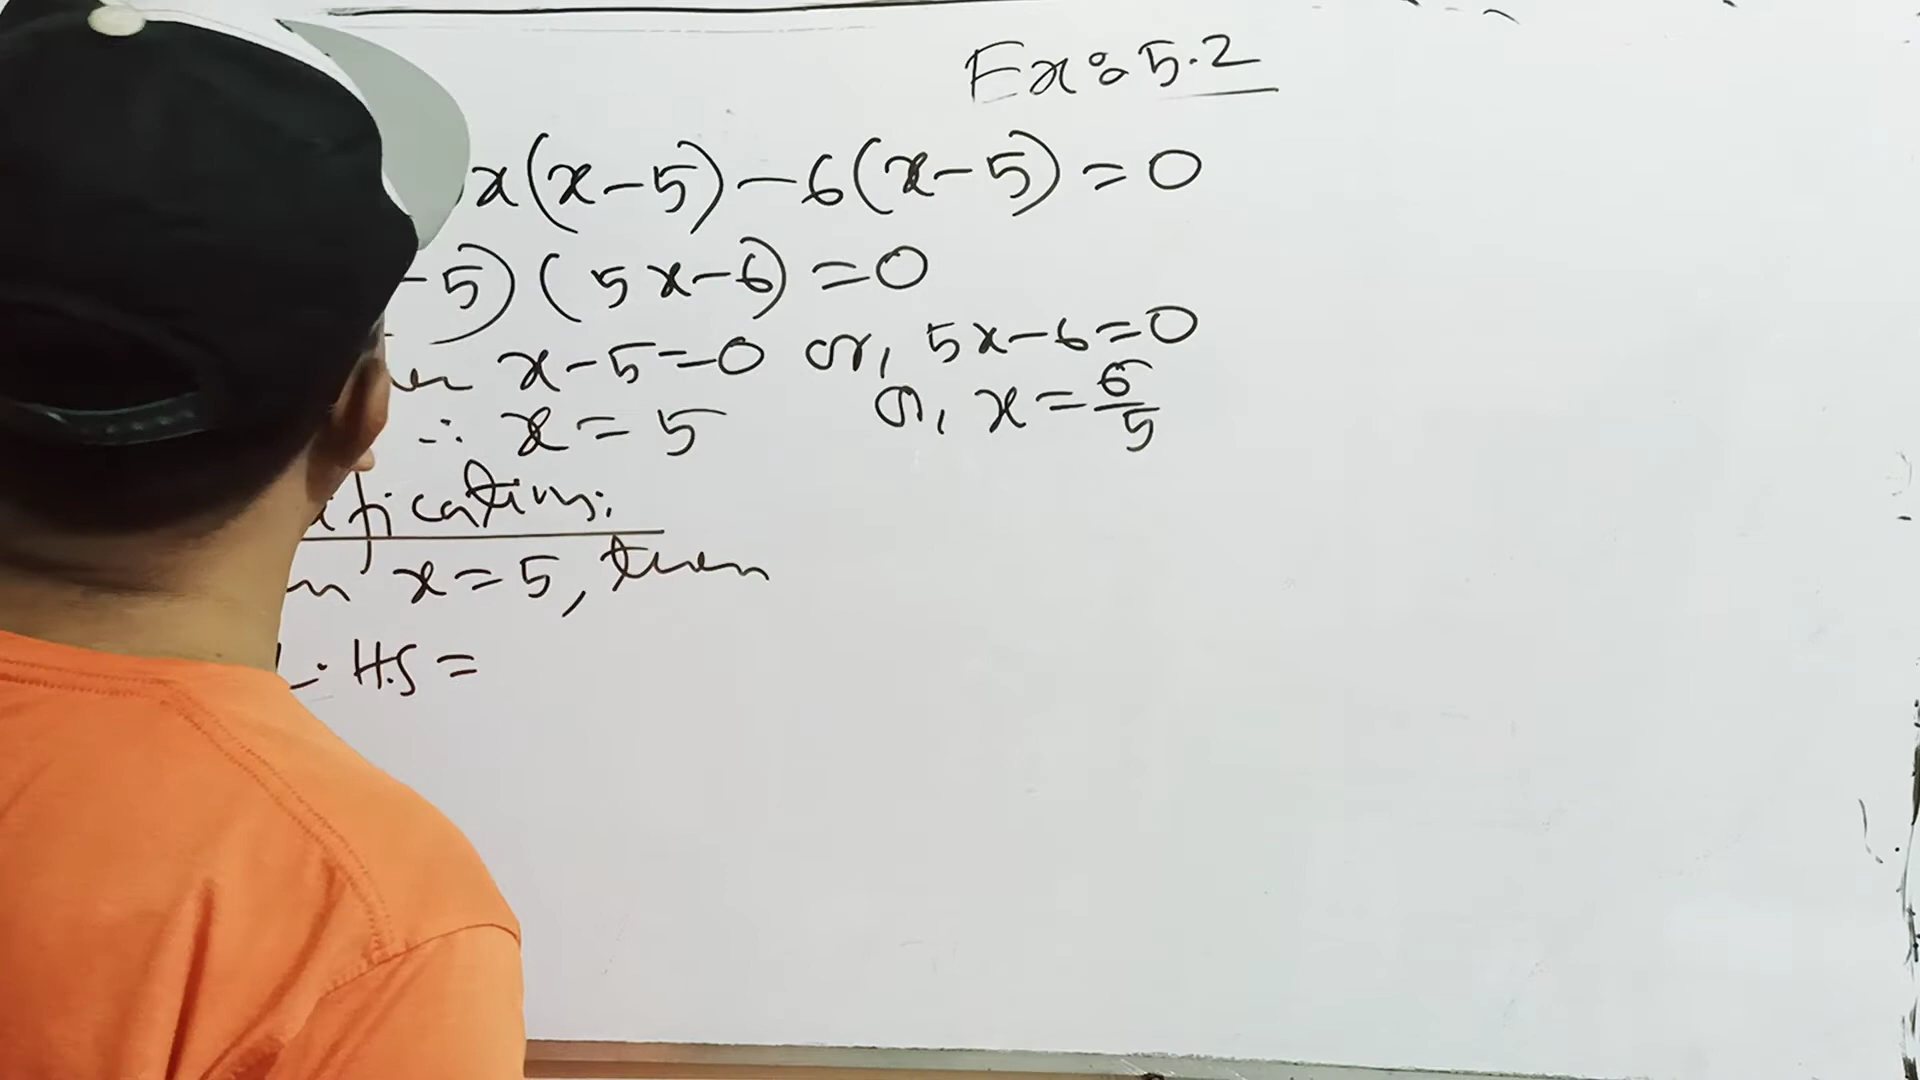 Ex: 5.2
x(x-5)-6(x-5)=0
-5)(5x-6)=0
x-5=0 or, 5x-6=0
∴ x=5 or, x=6/5
ification:
x=5, then
L.H.S=